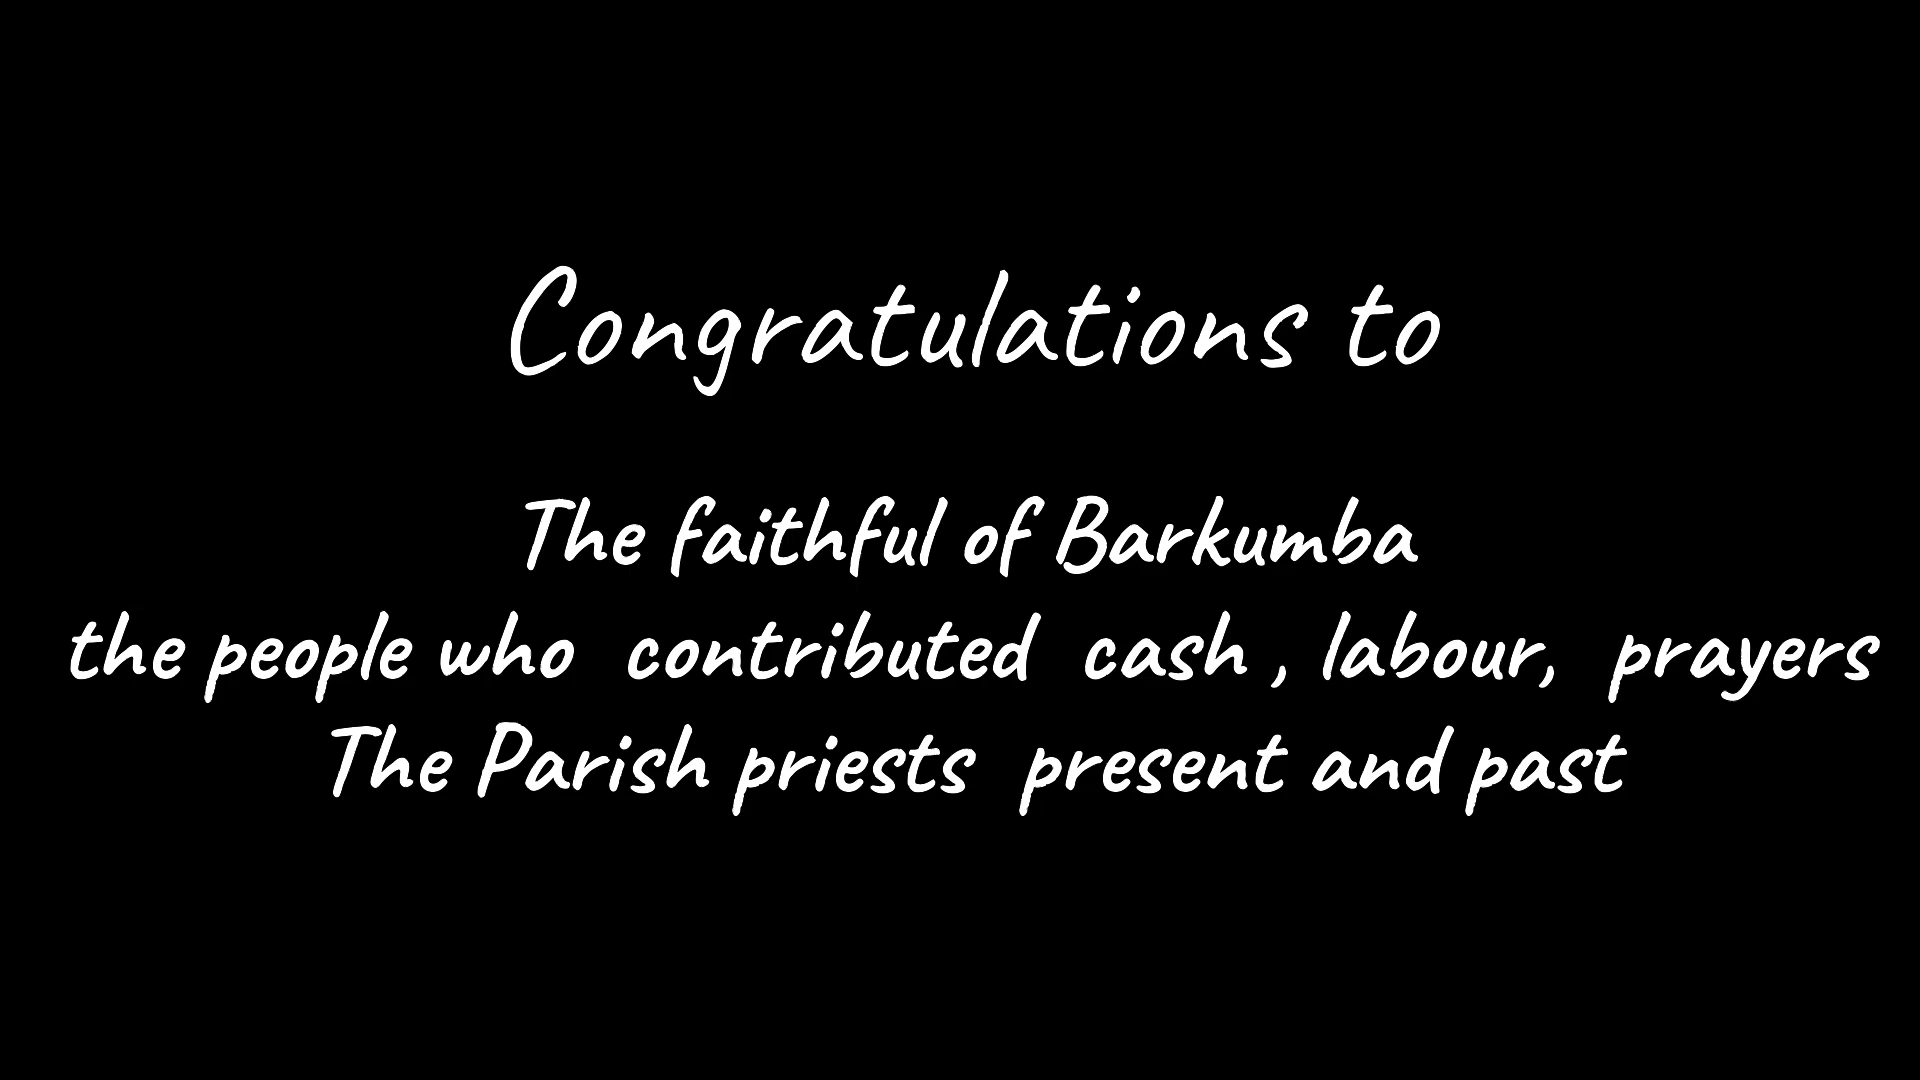 Congratulations to
The faithful of Barkumba
the people who contributed cash , labour, prayers
The Parish priests present and past